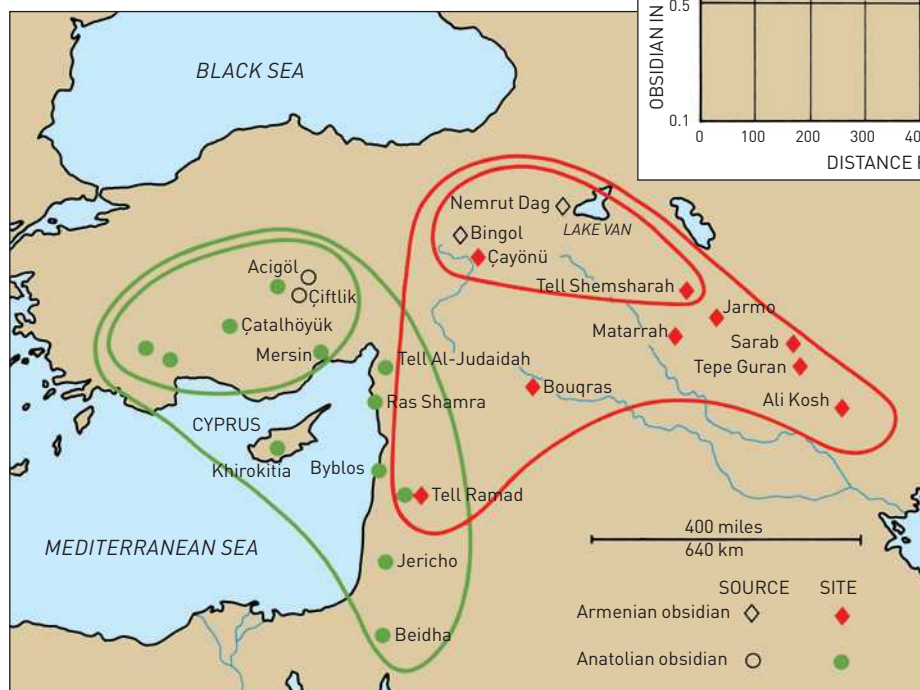 OBSIDIAN IN
0.5
0.1
0 100 200 300
DISTANCE
BLACK SEA
Nemrut Dag
LAKE VAN
Bingol
Çayönü
Acigöl
Çiftlik
Tell Shemsharah
Jarmo
Çatalhöyük
Matarrah
Sarab
Mersin
Tell Al-Judaidah
Tepe Guran
Bouqras
Ras Shamra
Ali Kosh
CYPRUS
Khirokitia
Byblos
Tell Ramad
400 miles
640 km
MEDITERRANEAN SEA
Jericho
SOURCE SITE
Armenian obsidian
Beidha
Anatolian obsidian